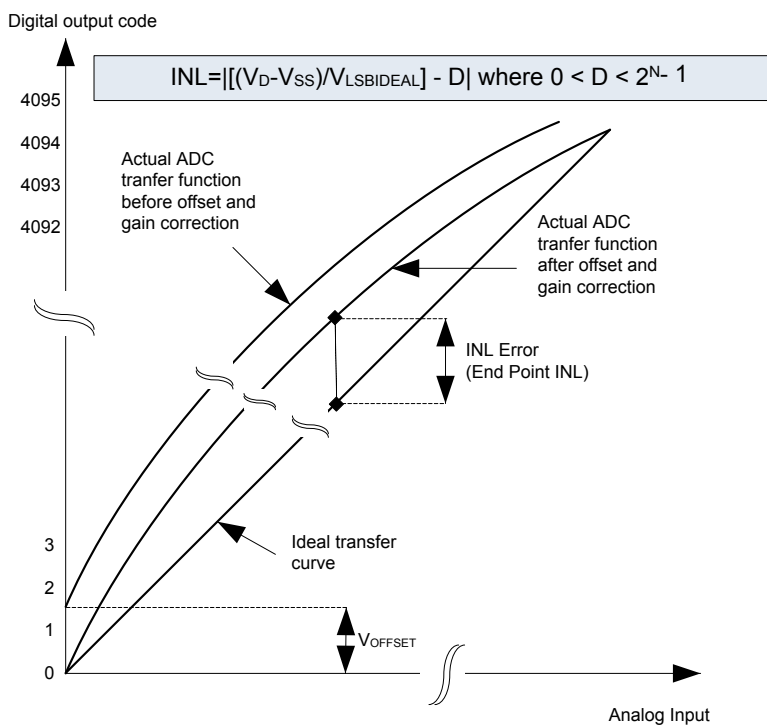 Digital output code
INL=|[(VD-VSS)/VLSBIDEAL] - D| where 0 < D < 2^N- 1
4095
4094
4093
4092
Actual ADC
tranfer function
before offset and
gain correction
Actual ADC
tranfer function
after offset and
gain correction
INL Error
(End Point INL)
Ideal transfer
curve
3
2
1
0
VOFFSET
Analog Input